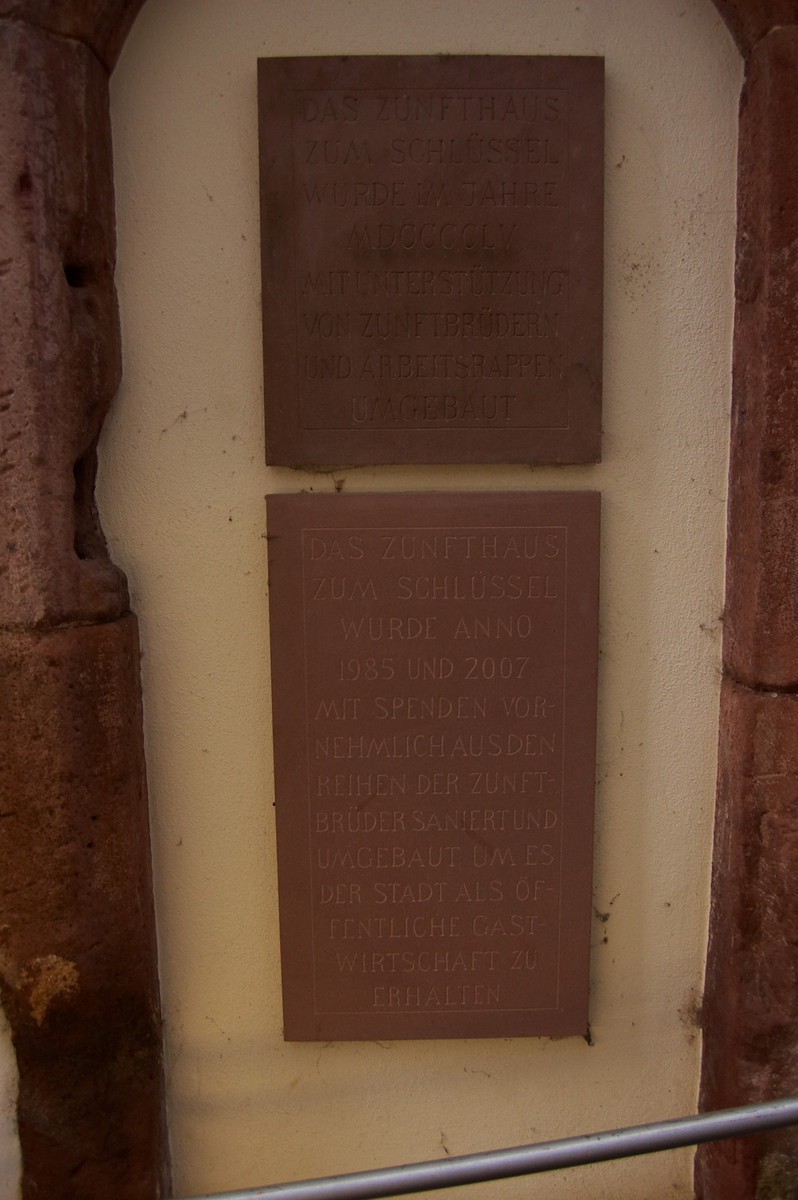 DAS ZUNFTHAUS
ZUM SCHLÜSSEL
WURDE IM JAHRE
MDCCCCLV
MIT UNTERSTÜTZUNG
VON ZUNFTBRÜDERN
UND ARBEITSRAPPEN
UMGEBAUT
DAS ZUNFTHAUS
ZUM SCHLÜSSEL
WURDE ANNO
1985 UND 2007
MIT SPENDEN VOR-
NEHMLICH AUS DEN
REIHEN DER ZUNFT-
BRÜDER SANIERT UND
UMGEBAUT UM ES
DER STADT ALS ÖF-
FENTLICHE GAST-
WIRTSCHAFT ZU
ERHALTEN